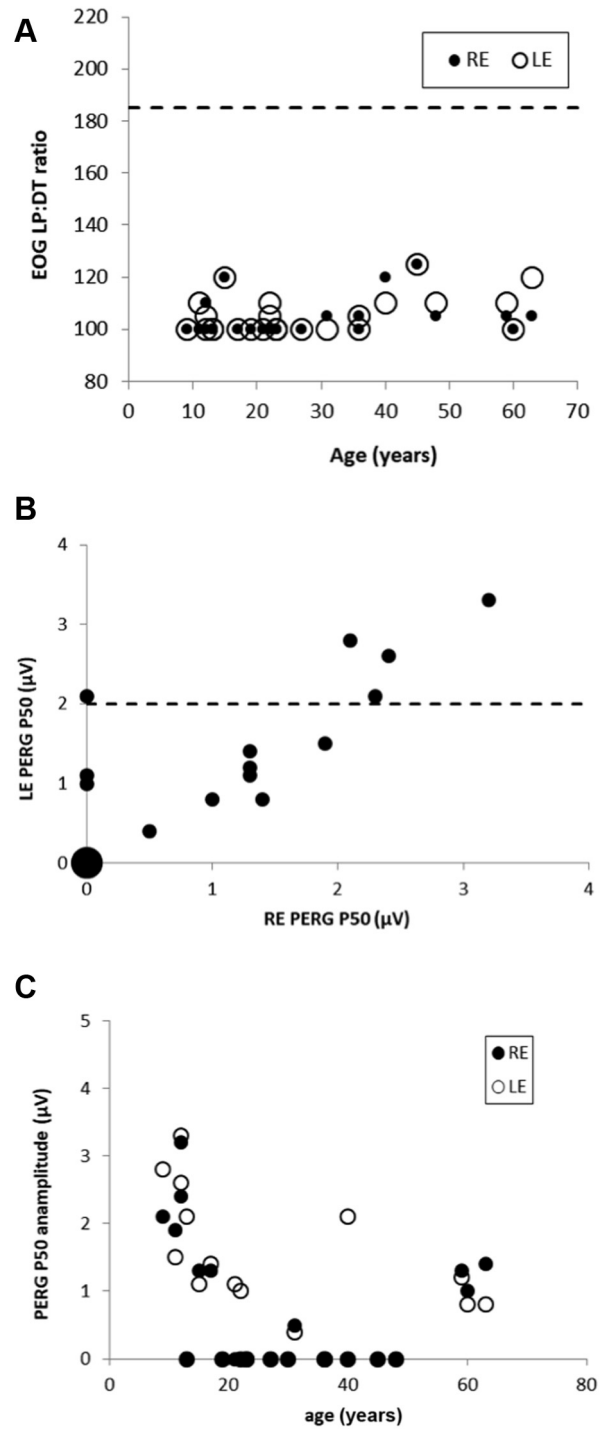 A
220
200
180
160
140
120
100
80
EOG LP:DT ratio
RE LE
0 10 20 30 40 50 60 70
Age (years)
B
4
3
2
1
0
LE PERG P50 (µV)
0 1 2 3 4
RE PERG P50 (µV)
C
5
4
3
2
1
0
PERG P50 anamplitude (µV)
RE
LE
0 20 40 60 80
age (years)